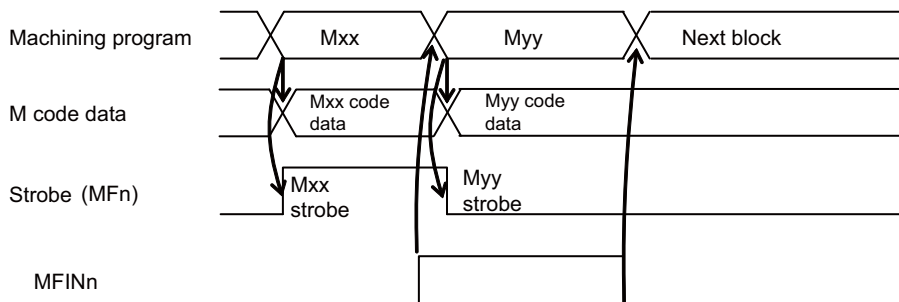 Machining program
Mxx
Myy
Next block
M code data
Mxx code
data
Myy code
data
Strobe (MFn)
Mxx
strobe
Myy
strobe
MFINn